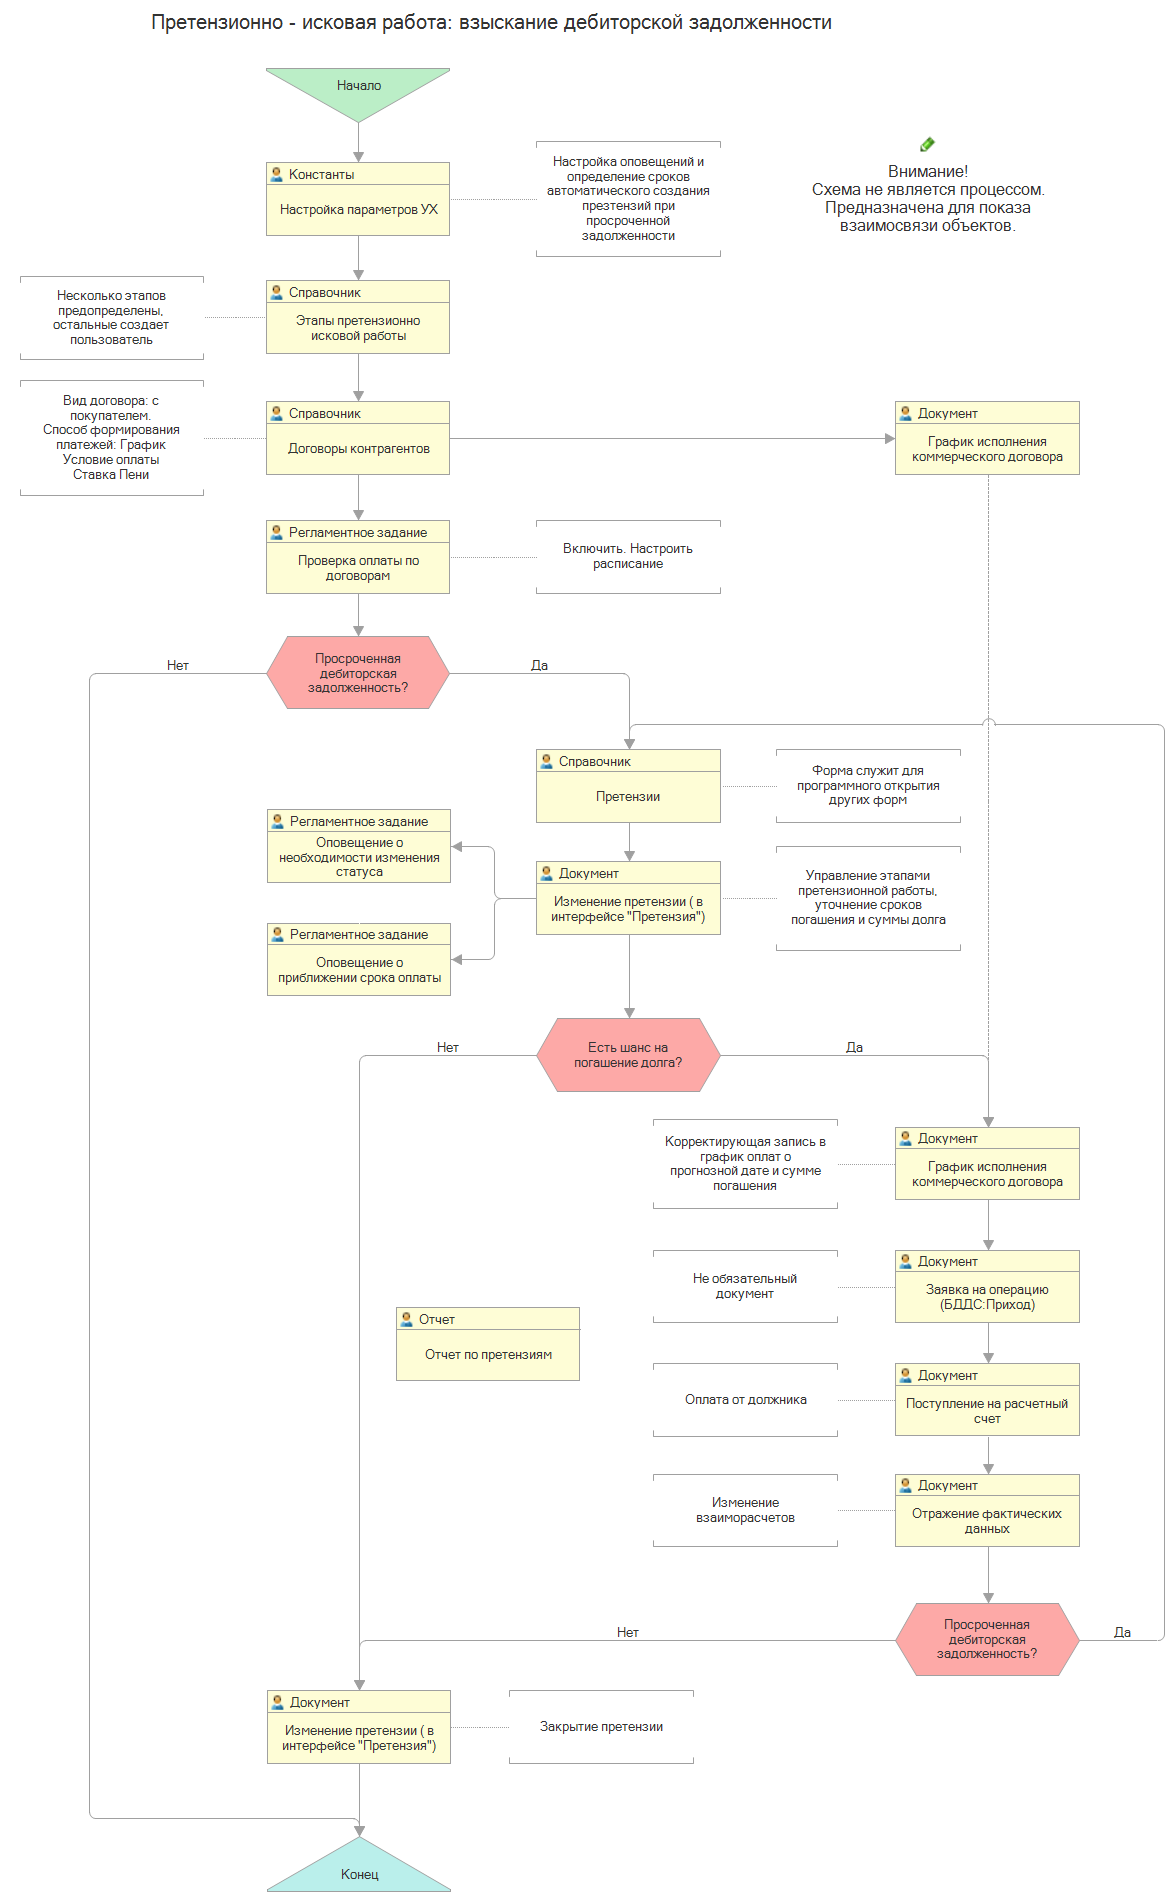 Претензионно - исковая работа: взыскание дебиторской задолженности
Начало
Константы
Настройка параметров УХ
Настройка оповещений и
определение сроков
автоматического создания
презтензий при
просроченной
задолженности
Внимание!
Схема не является процессом.
Предназначена для показа
взаимосвязи объектов.
Несколько этапов
предопределены,
остальные создает
пользователь
Справочник
Этапы претензионно
исковой работы
Вид договора: с
покупателем.
Способ формирования
платежей: График
Условие оплаты
Ставка Пени
Справочник
Договоры контрагентов
Документ
График исполнения
коммерческого договора
Регламентное задание
Проверка оплаты по
договорам
Включить. Настроить
расписание
Нет
Просроченная
дебиторская
задолженность?
Да
Справочник
Претензии
Форма служит для
программного открытия
других форм
Регламентное задание
Оповещение о
необходимости изменения
статуса
Документ
Изменение претензии ( в
интерфейсе "Претензия")
Управление этапами
претензионной работы,
уточнение сроков
погашения и суммы долга
Регламентное задание
Оповещение о
приближении срока оплаты
Нет
Есть шанс на
погашение долга?
Да
Корректирующая запись в
график оплат о
прогнозной дате и сумме
погашения
Документ
График исполнения
коммерческого договора
Не обязательный
документ
Документ
Заявка на операцию
(БДДС:Приход)
Отчет
Отчет по претензиям
Оплата от должника
Документ
Поступление на расчетный
счет
Изменение
взаиморасчетов
Документ
Отражение фактических
данных
Нет
Просроченная
дебиторская
задолженность?
Да
Документ
Изменение претензии ( в
интерфейсе "Претензия")
Закрытие претензии
Конец